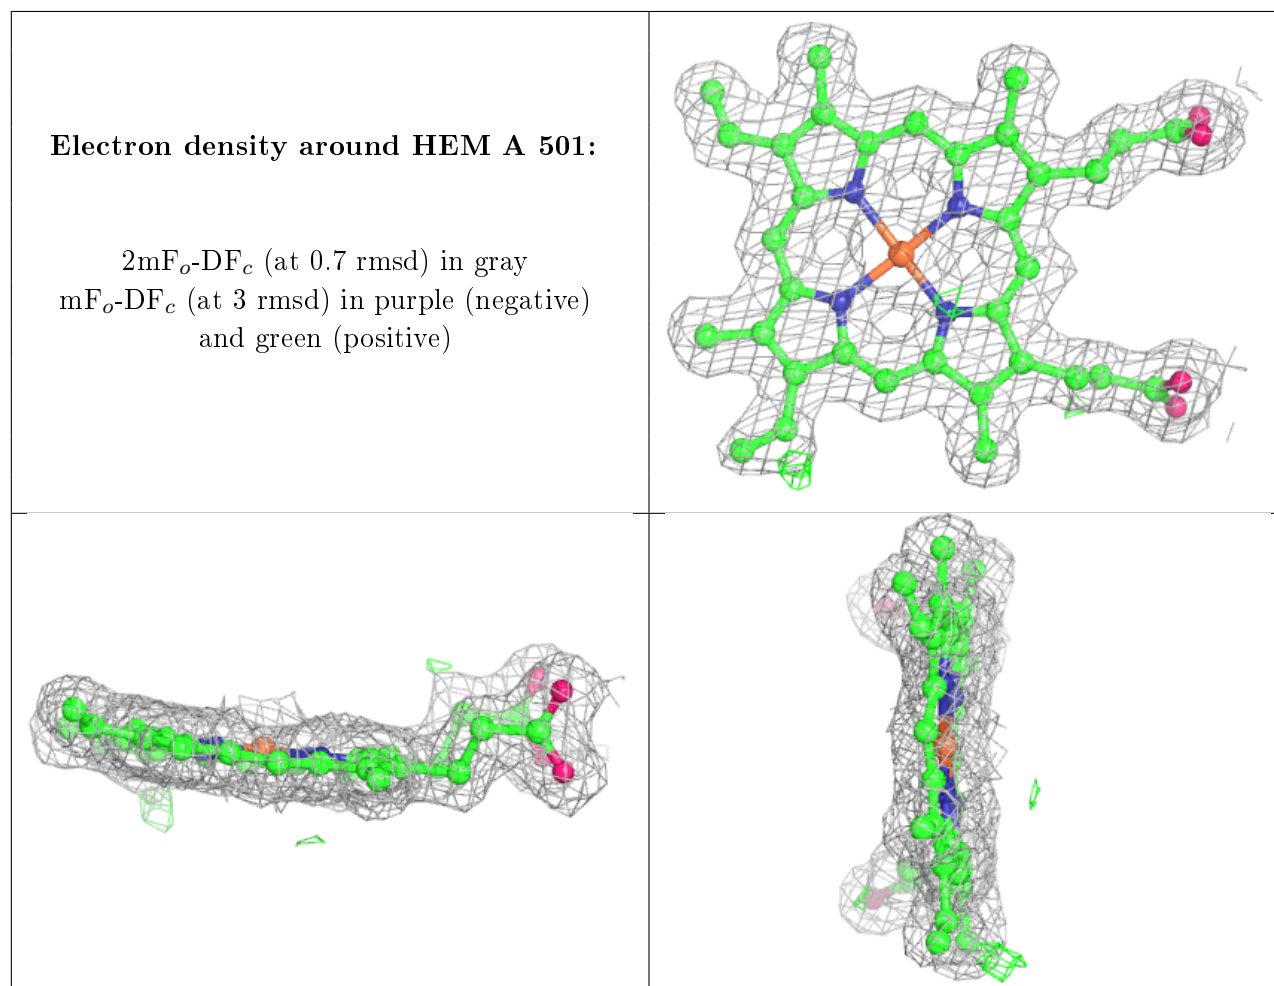 Electron density around HEM A 501:
2mFₒ-DF𝒸 (at 0.7 rmsd) in gray
mFₒ-DF𝒸 (at 3 rmsd) in purple (negative)
and green (positive)